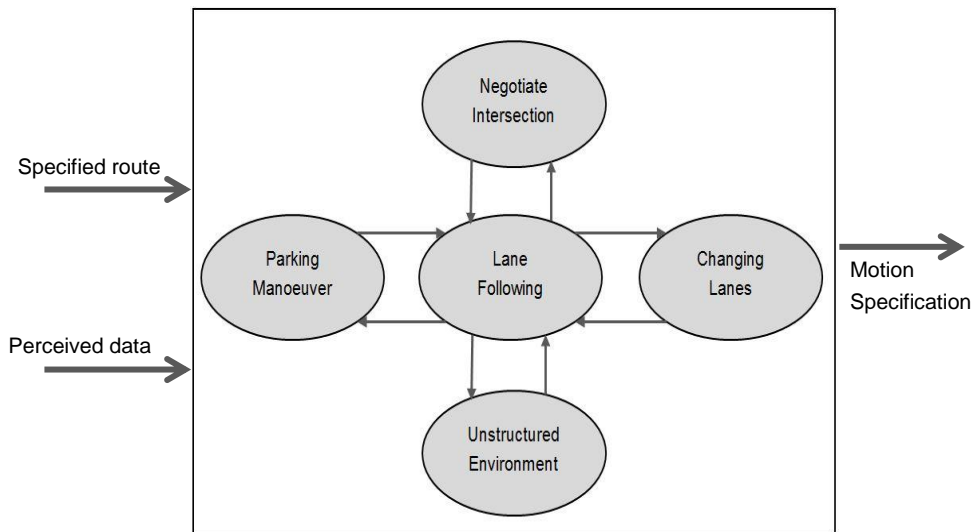 Negotiate
Intersection
Specified route
Parking
Manoeuver
Lane
Following
Changing
Lanes
Motion
Specification
Perceived data
Unstructured
Environment